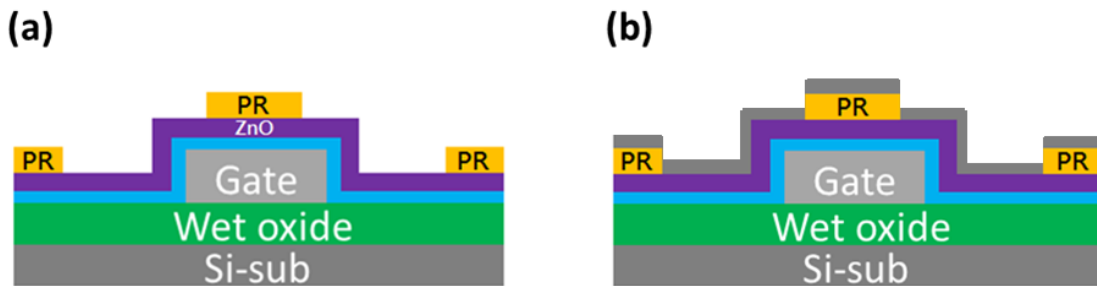 (a)
PR
ZnO
PR
PR
Gate
Wet oxide
Si-sub
(b)
PR
PR
PR
Gate
Wet oxide
Si-sub